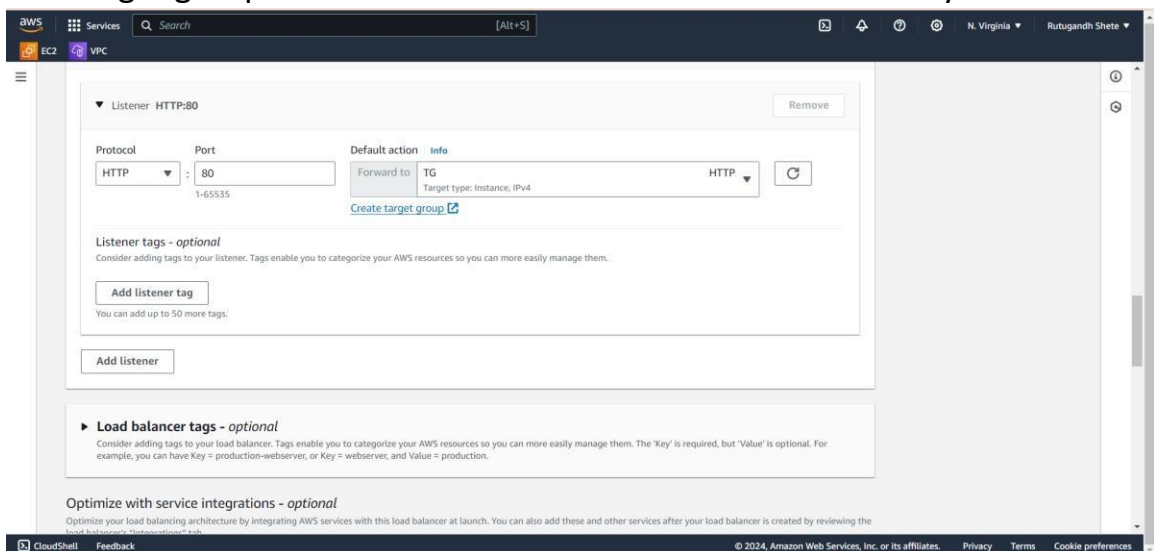 aws
Services
Search
[Alt+S]
N. Virginia
Rutugandh Shete
EC2
VPC
Listener HTTP:80
Remove
Protocol
Port
Default action
Info
HTTP
:
80
Forward to
TG
HTTP
Target type: Instance, IPv4
1-65535
Create target group
Listener tags - optional
Consider adding tags to your listener. Tags enable you to categorize your AWS resources so you can more easily manage them.
Add listener tag
You can add up to 50 more tags.
Add listener
Load balancer tags - optional
Consider adding tags to your load balancer. Tags enable you to categorize your AWS resources so you can more easily manage them. The 'Key' is required, but 'Value' is optional. For
example, you can have Key = production-webserver, or Key = webserver, and Value = production.
Optimize with service integrations - optional
Optimize your load balancing architecture by integrating AWS services with this load balancer at launch. You can also add these and other services after your load balancer is created by reviewing the
load balancer's "Integrations" tab.
CloudShell
Feedback
© 2024, Amazon Web Services, Inc. or its affiliates.
Privacy
Terms
Cookie preferences